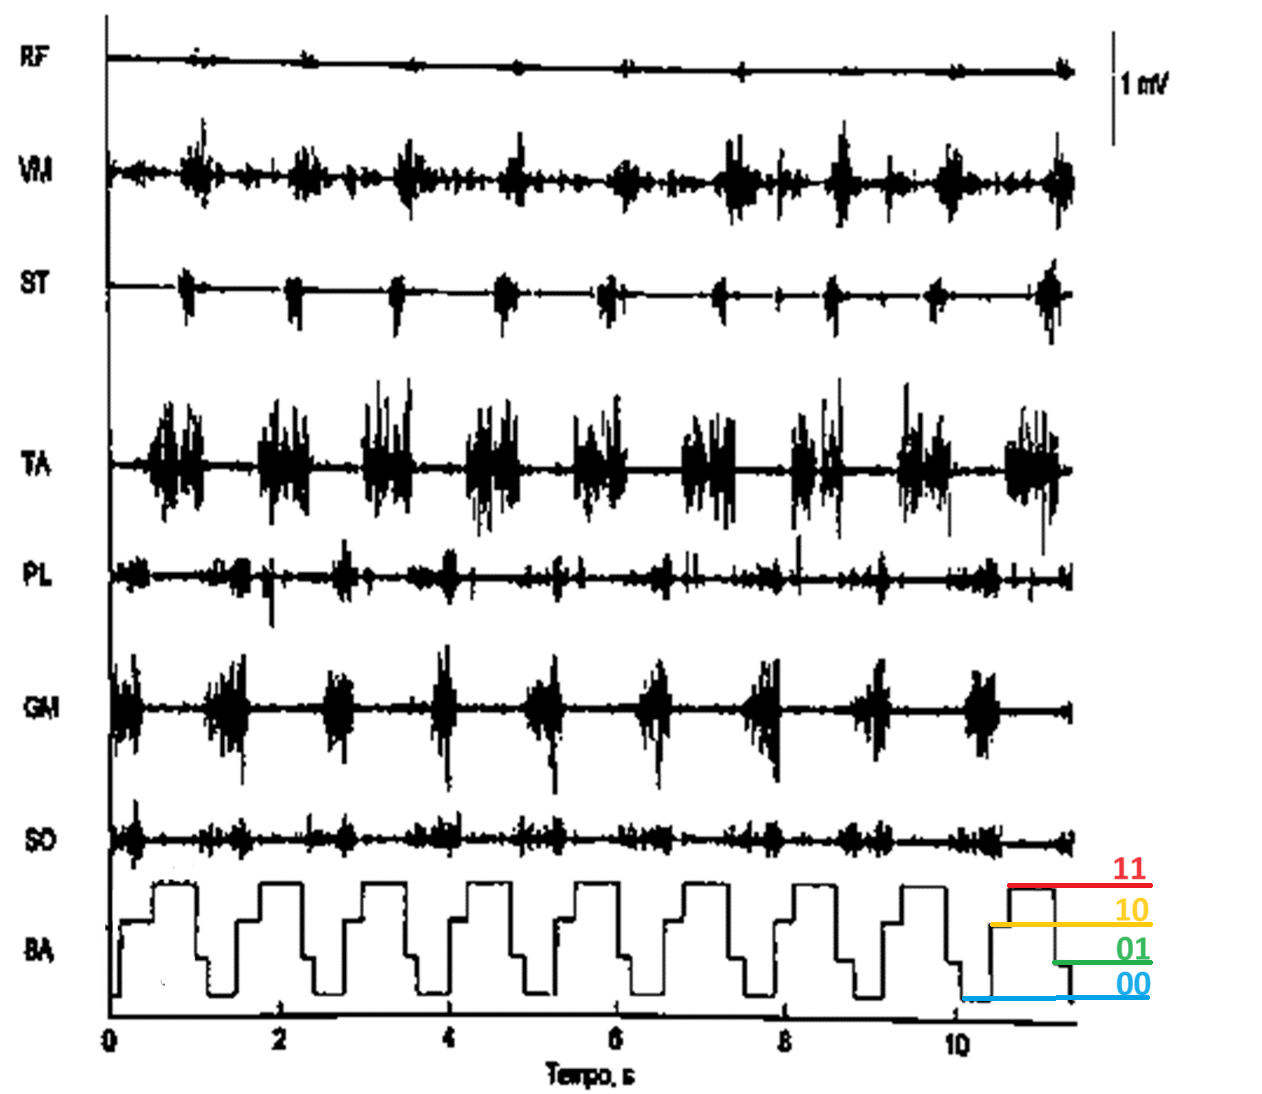 RF
1 mV
VM
ST
TA
PL
GM
SO
11
10
BA
01
00
0 2 4 6 8 10
Tempo, s